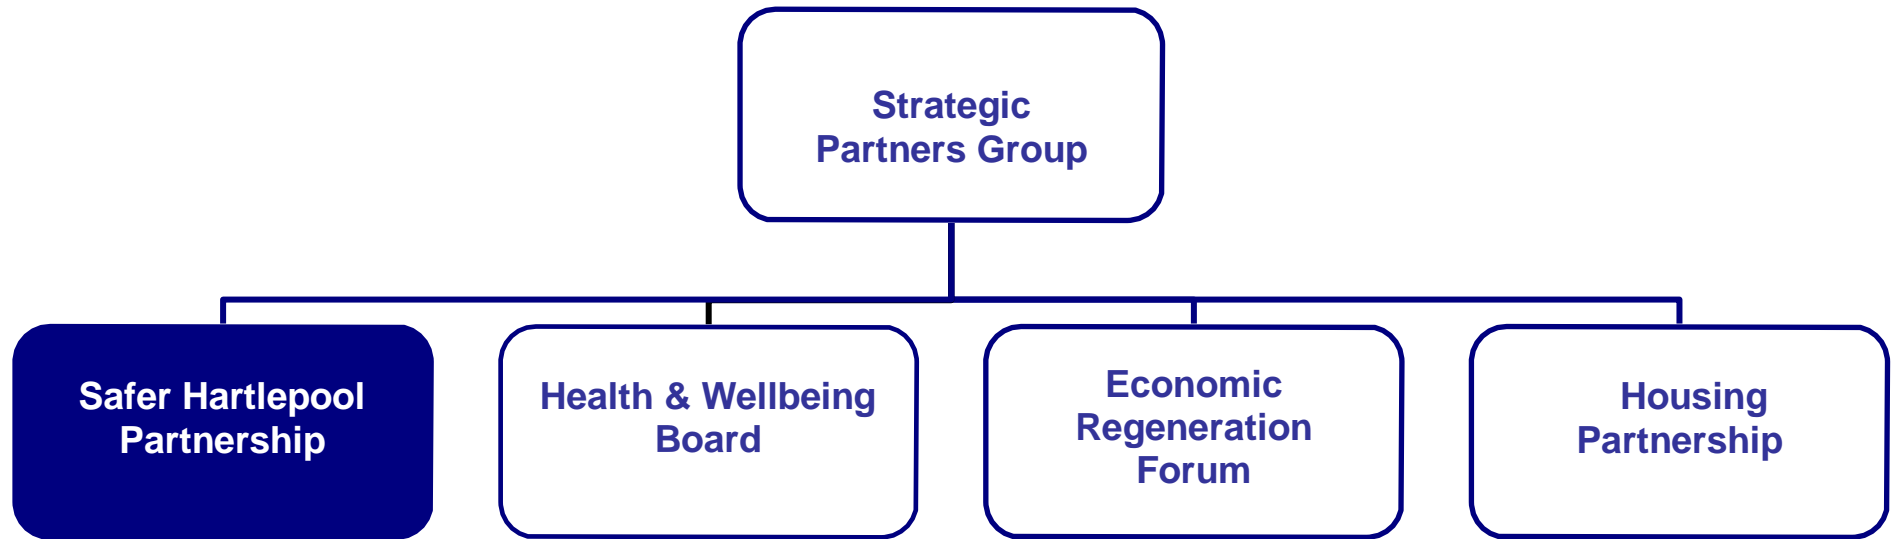 Strategic
Partners Group
Safer Hartlepool
Partnership
Health & Wellbeing
Board
Economic
Regeneration
Forum
Housing
Partnership